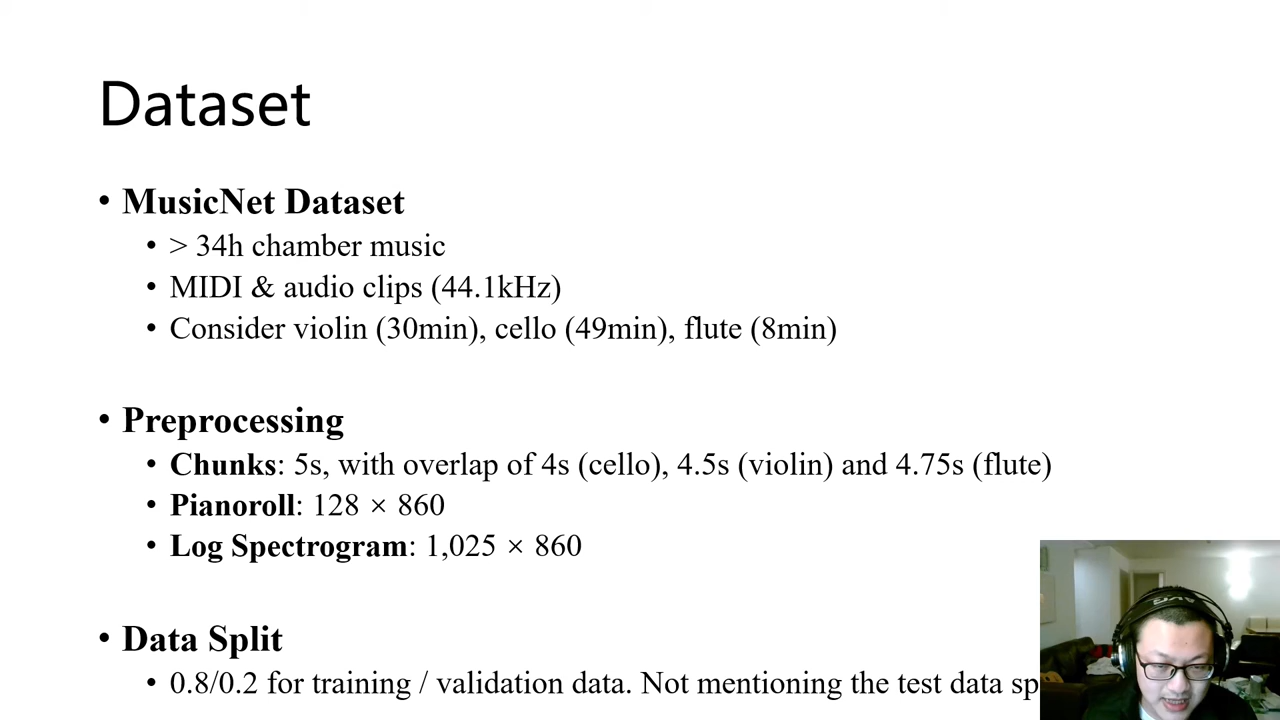 Dataset
• MusicNet Dataset
• > 34h chamber music
• MIDI & audio clips (44.1kHz)
• Consider violin (30min), cello (49min), flute (8min)
• Preprocessing
• Chunks: 5s, with overlap of 4s (cello), 4.5s (violin) and 4.75s (flute)
• Pianoroll: 128 × 860
• Log Spectrogram: 1,025 × 860
• Data Split
• 0.8/0.2 for training / validation data. Not mentioning the test data sp